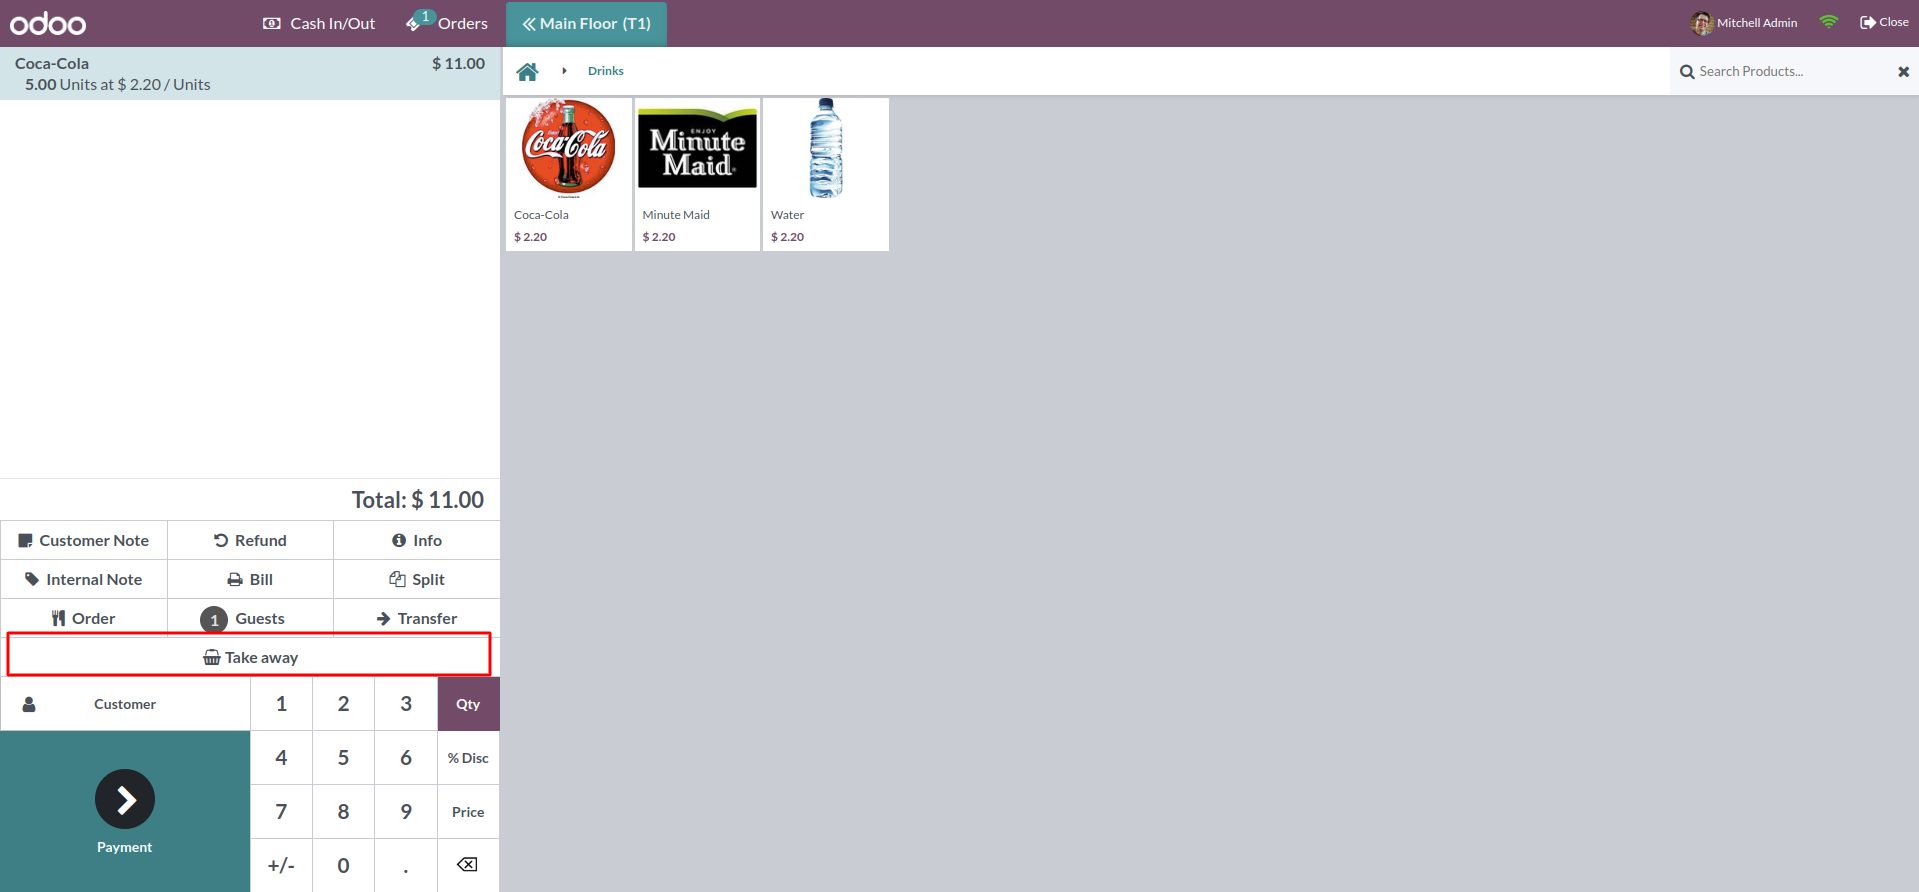 odoo
Cash In/Out
1
Orders
Main Floor (T1)
Mitchell Admin
Close
Coca-Cola
$ 11.00
5.00 Units at $ 2.20 / Units
Drinks
Search Products...
Coca-Cola
ENJOY
Minute
Maid
Coca-Cola
$ 2.20
Minute Maid
$ 2.20
Water
$ 2.20
Total: $ 11.00
Customer Note
Refund
Info
Internal Note
Bill
Split
Order
1 Guests
Transfer
Take away
Customer
1
2
3
Qty
4
5
6
% Disc
7
8
9
Price
Payment
+/-
0
.